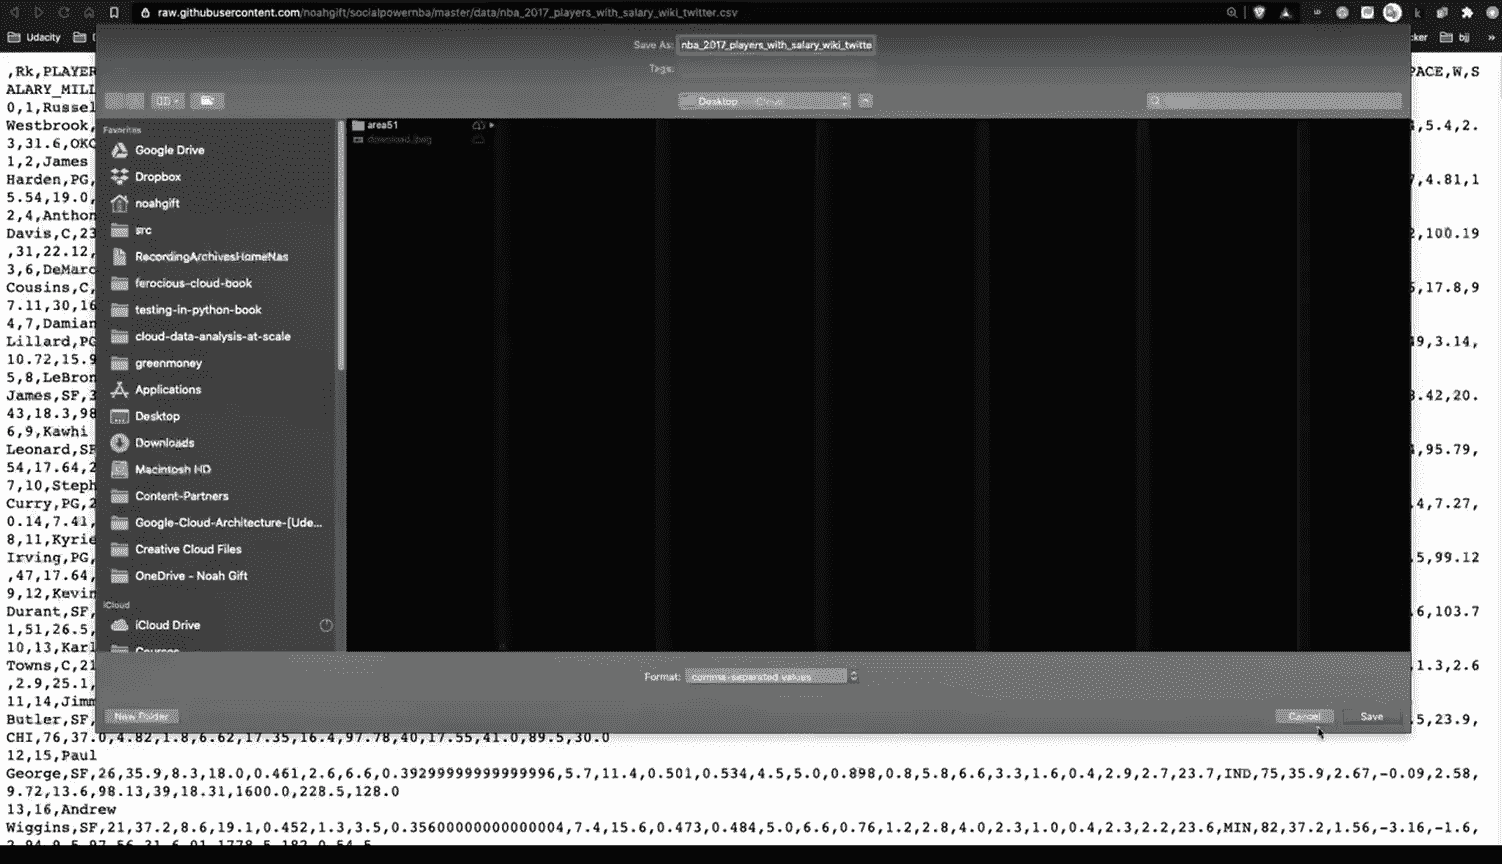 raw.githubusercontent.com/noahgift/socialpowernba/master/data/nba_2017_players_with_salary_wiki_twitter.csv
Udacity
cker
bjj
»
Save As: nba_2017_players_with_salary_wiki_twitte
Tags:
,Rk,PLAYER
PACE,W,S
ALARY_MILL
Desktop
0,1,Russel
Westbrook,
,5.4,2.
3,31.6,OKC
1,2,James
Harden,PG,
7,4.81,1
5.54,19.0,
2,4,Anthon
Davis,C,23
2,100.19
,31,22.12,
3,6,DeMarc
Cousins,C,
5,17.8,9
7.11,30,16
4,7,Damian
Lillard,PG
9,3.14,
10.72,15.9
5,8,LeBron
James,SF,3
3.42,20.
43,18.3,98
6,9,Kawhi
Leonard,SF
,95.79,
54,17.64,2
7,10,Steph
Curry,PG,2
.4,7.27,
0.14,7.41,
8,11,Kyrie
Irving,PG,
.5,99.12
,47,17.64,
9,12,Kevin
Durant,SF,
.6,103.7
1,51,26.5,
10,13,Karl
Towns,C,21
,1.3,2.6
,2.9,25.1,
11,14,Jimm
Butler,SF,
.5,23.9,
Favorites
Google Drive
Dropbox
noahgift
src
RecordingArchivesHomeNas
ferocious-cloud-book
testing-in-python-book
cloud-data-analysis-at-scale
greenmoney
Applications
Desktop
Downloads
Macintosh HD
Content-Partners
Google-Cloud-Architecture-[Ude...
Creative Cloud Files
OneDrive - Noah Gift
iCloud
iCloud Drive
Courses
area51
download.jpeg
Format: comma-separated values
New Folder
Cancel
Save
CHI,76,37.0,4.82,1.8,6.62,17.35,16.4,97.78,40,17.55,41.0,89.5,30.0
12,15,Paul
George,SF,26,35.9,8.3,18.0,0.461,2.6,6.6,0.39299999999999996,5.7,11.4,0.501,0.534,4.5,5.0,0.898,0.8,5.8,6.6,3.3,1.6,0.4,2.9,2.7,23.7,IND,75,35.9,2.67,-0.09,2.58,
9.72,13.6,98.13,39,18.31,1600.0,228.5,128.0
13,16,Andrew
Wiggins,SF,21,37.2,8.6,19.1,0.452,1.3,3.5,0.35600000000000004,7.4,15.6,0.473,0.484,5.0,6.6,0.76,1.2,2.8,4.0,2.3,1.0,0.4,2.3,2.2,23.6,MIN,82,37.2,1.56,-3.16,-1.6,